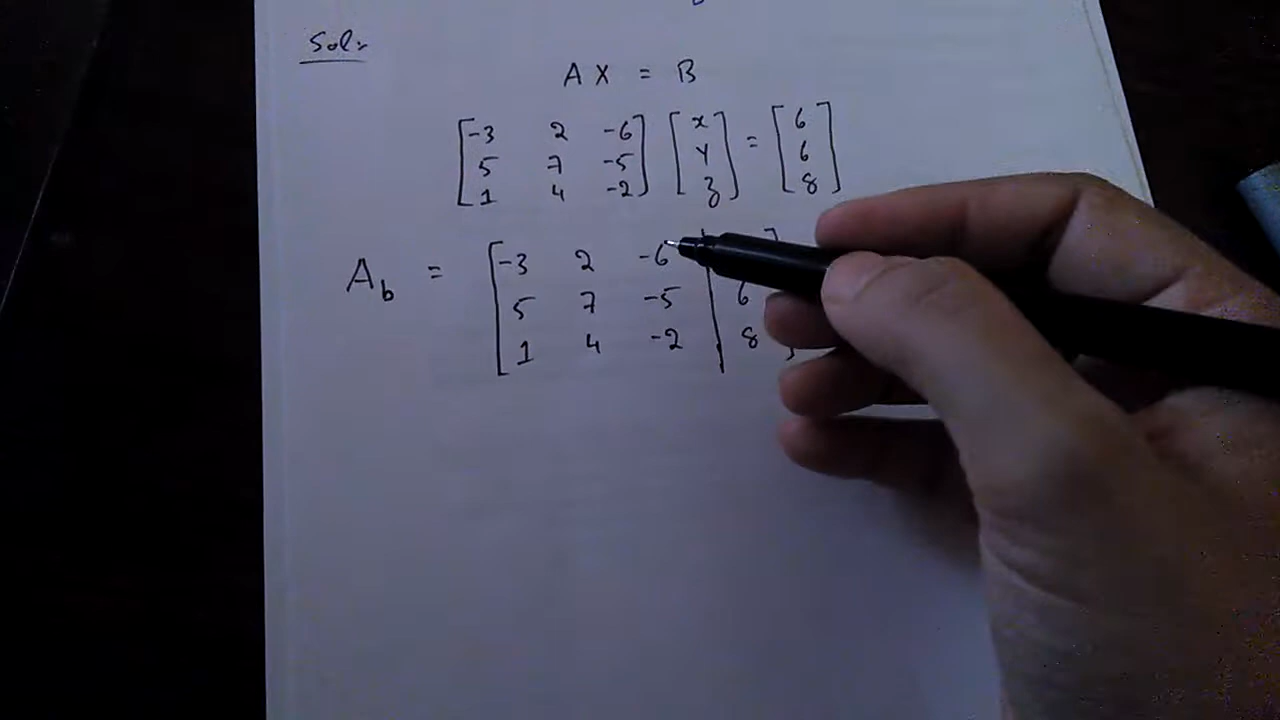 Sol:
A X = B
[-3 2 -6] [x] = [6]
[5 7 -5] [y] [6]
[1 4 -2] [z] [8]
A_b = [-3 2 -6 |
5 7 -5 | 6
1 4 -2 | 8]